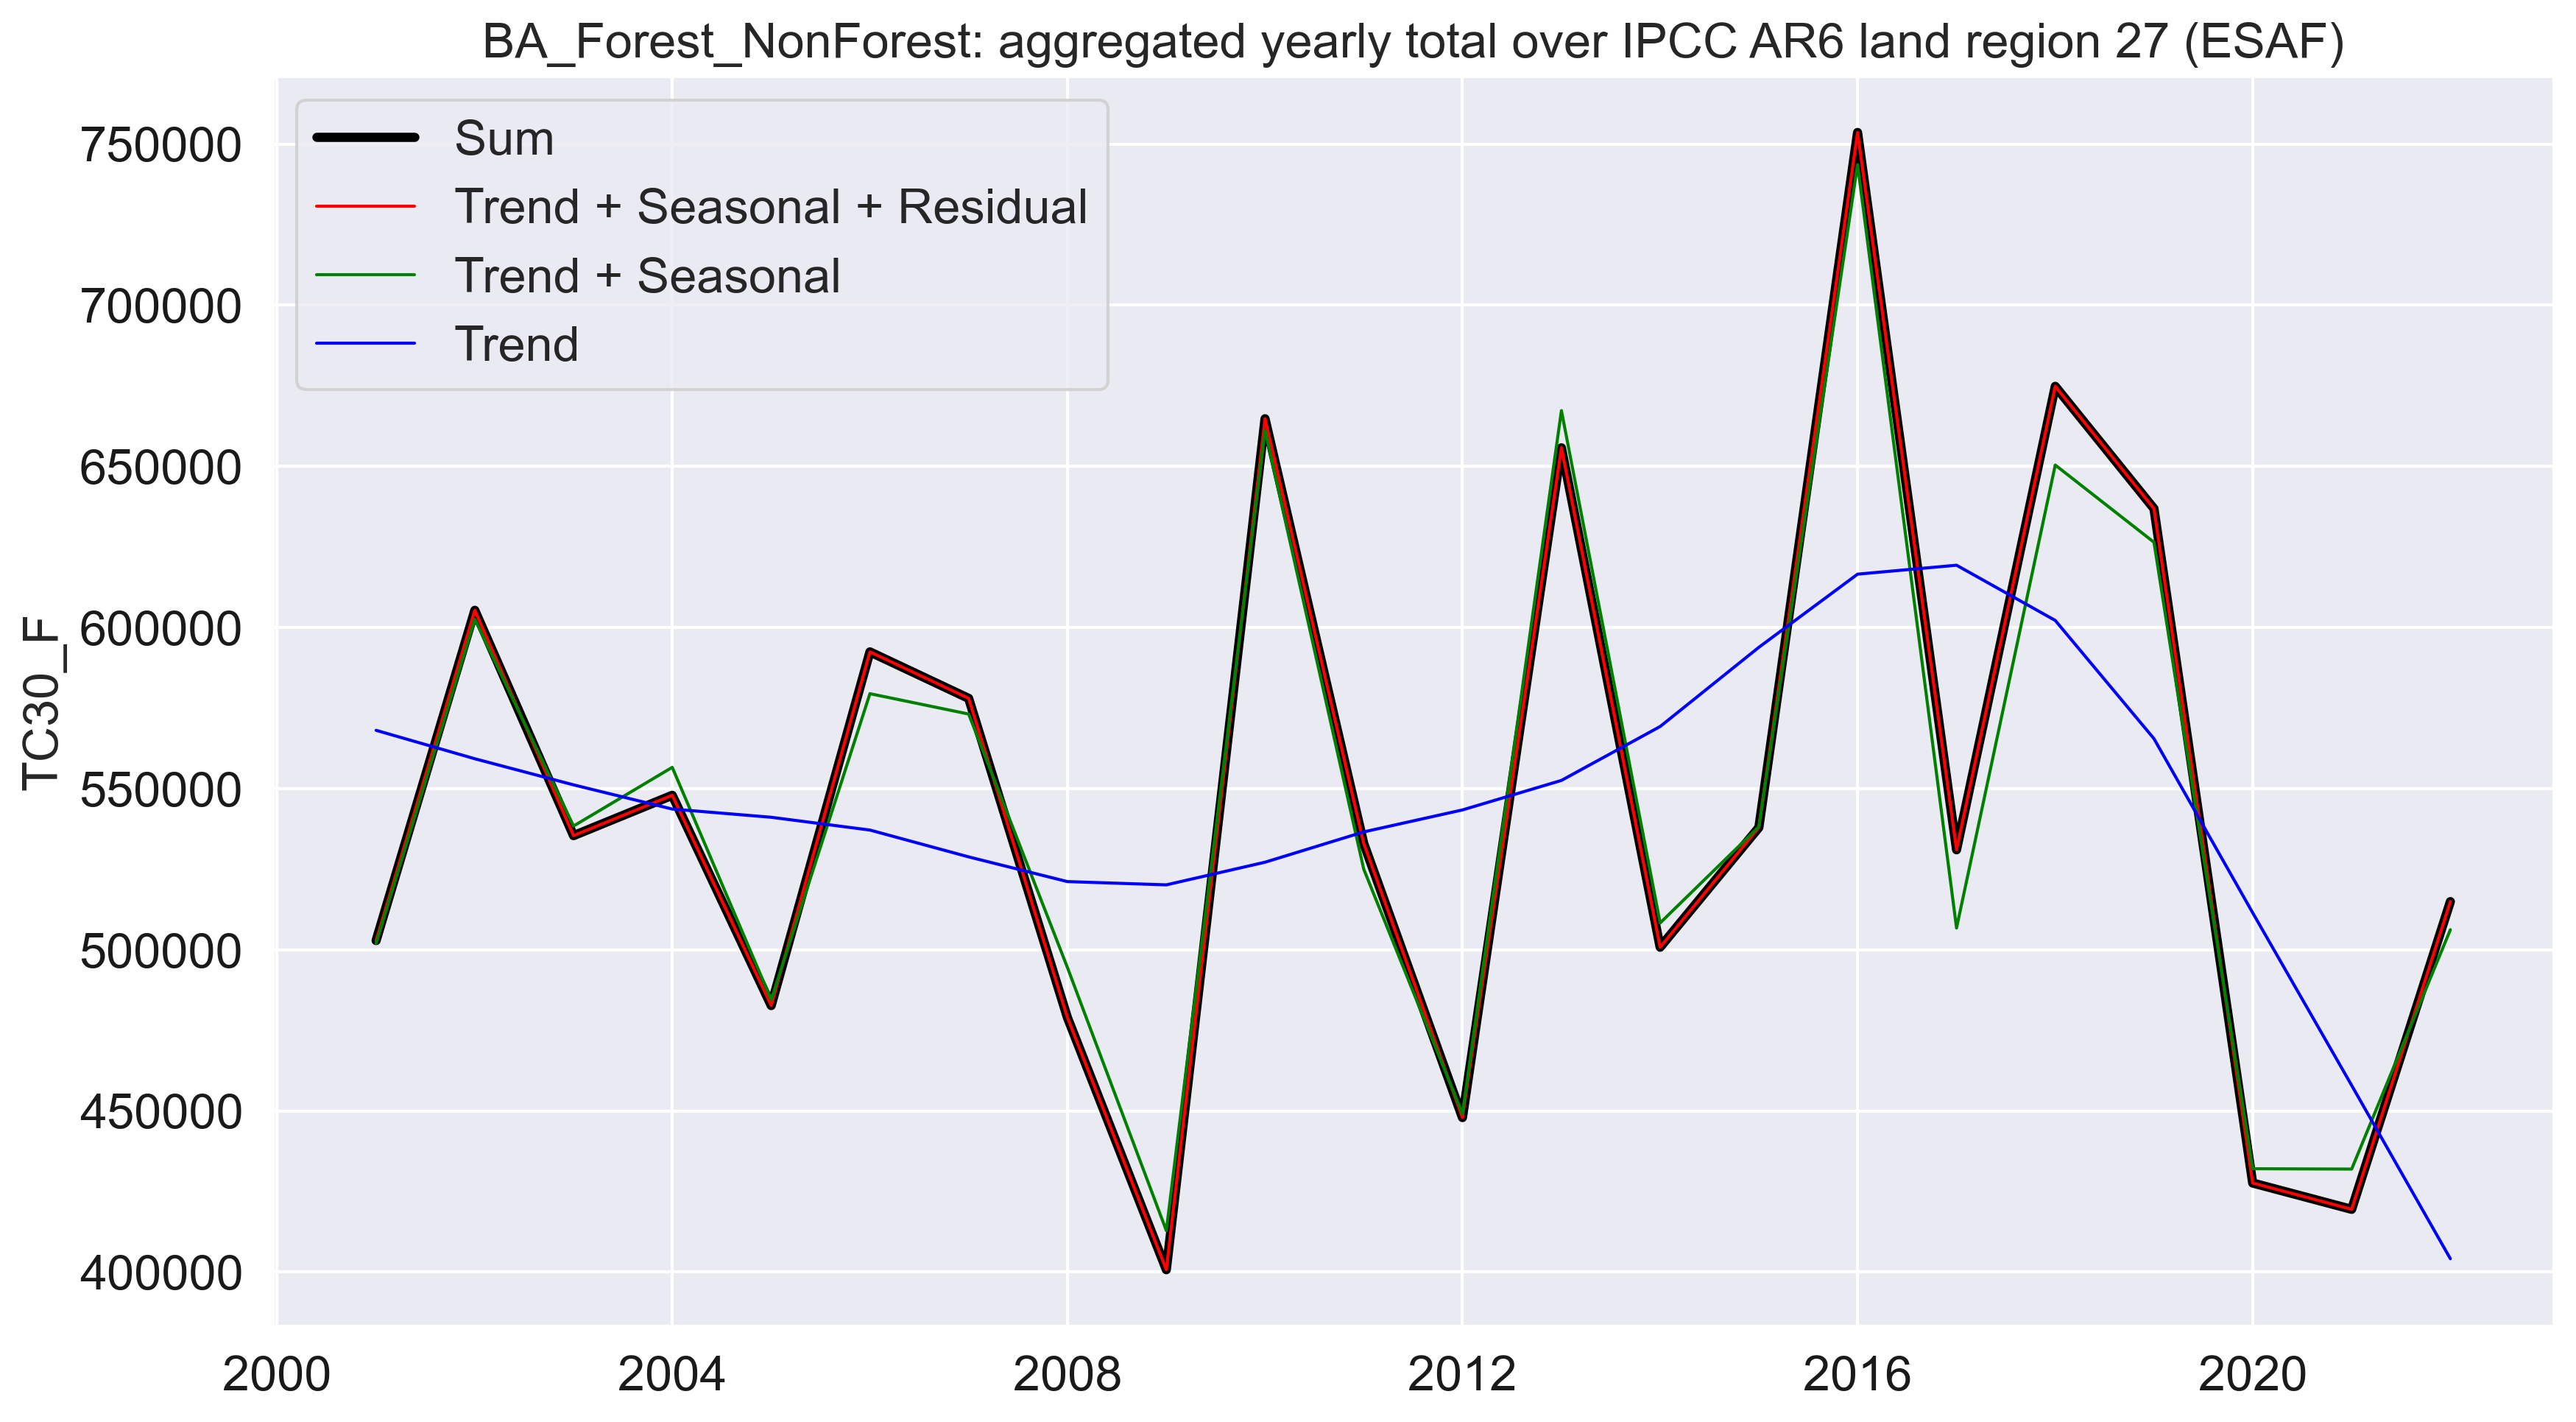 BA_Forest_NonForest: aggregated yearly total over IPCC AR6 land region 27 (ESAF)
Sum
Trend + Seasonal + Residual
Trend + Seasonal
Trend
TC30_F
750000
700000
650000
600000
550000
500000
450000
400000
2000
2004
2008
2012
2016
2020